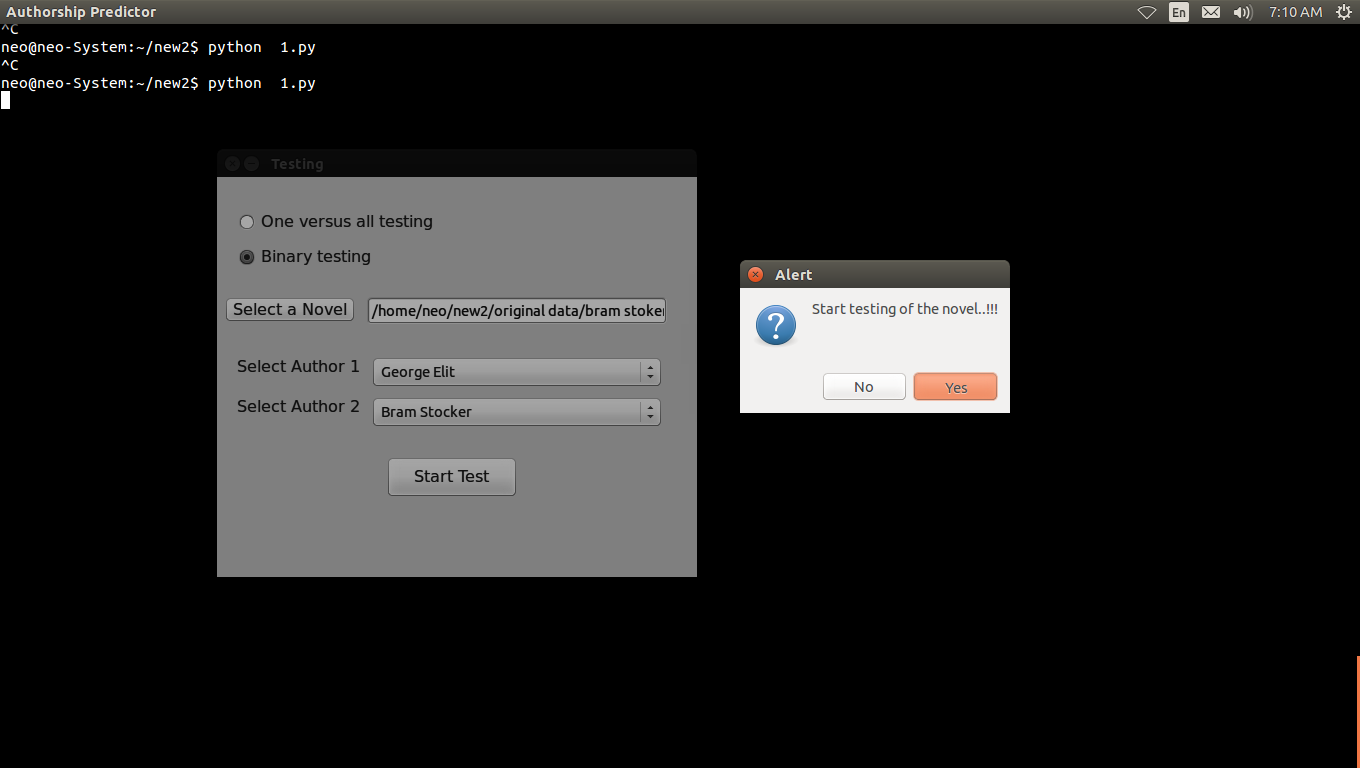 Authorship Predictor En 7:10 AM
^C
neo@neo-System:~/new2$ python  1.py
^C
neo@neo-System:~/new2$ python  1.py
Testing
One versus all testing
Binary testing
Select a Novel /home/neo/new2/original data/bram stoker
Select Author 1 George Elit
Select Author 2 Bram Stocker
Start Test
Alert
Start testing of the novel..!!!
No Yes